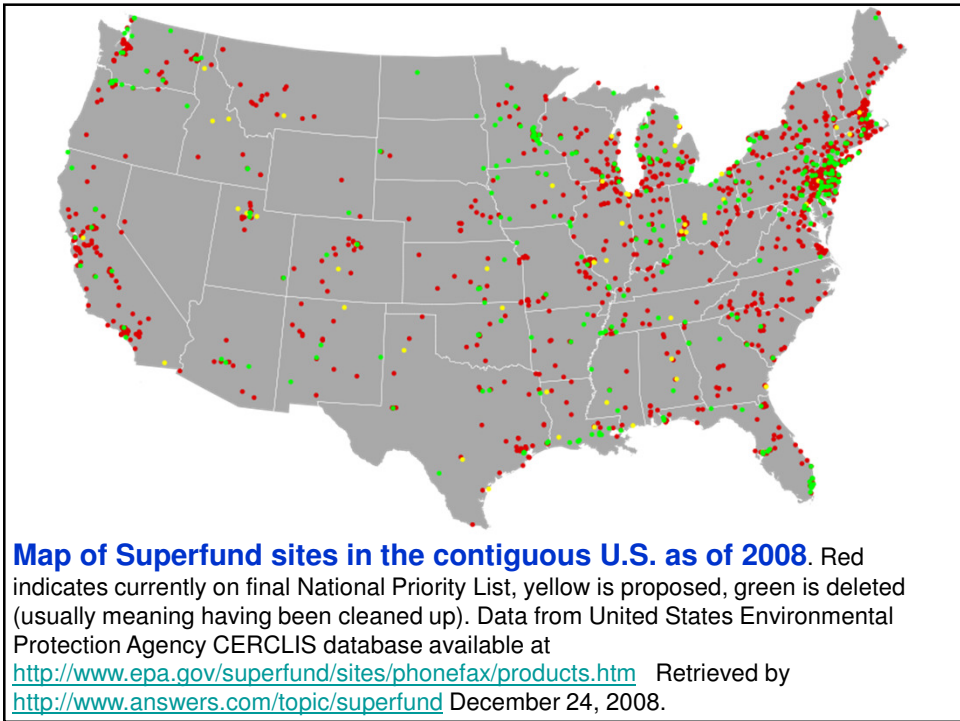 Map of Superfund sites in the contiguous U.S. as of 2008. Red
indicates currently on final National Priority List, yellow is proposed, green is deleted
(usually meaning having been cleaned up). Data from United States Environmental
Protection Agency CERCLIS database available at
http://www.epa.gov/superfund/sites/phonefax/products.htm Retrieved by
http://www.answers.com/topic/superfund December 24, 2008.